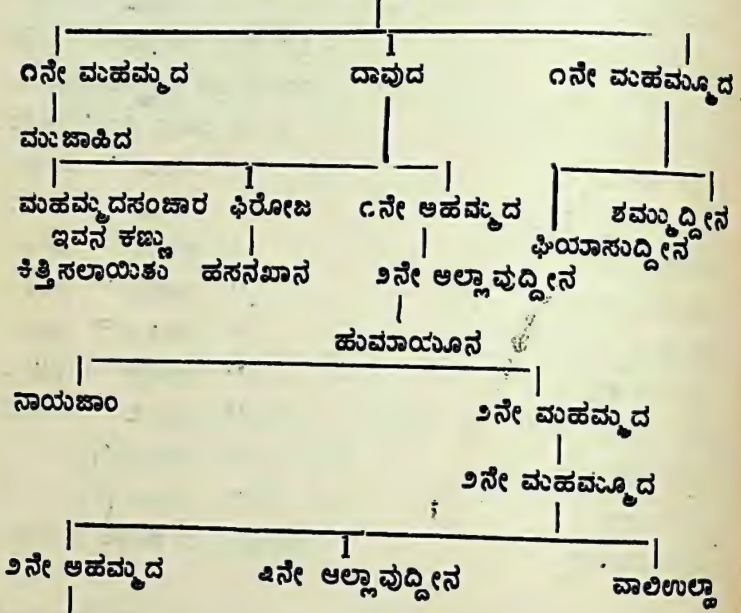 ೧ನೇ ಮಹಮ್ಮದ ದಾವುದ ೧ನೇ ಮಹಮ್ಮೂದ
ಮುಜಾಹಿದ
ಮಹಮ್ಮದಸಂಜಾರ ಫಿರೋಜ ೧ನೇ ಅಹಮ್ಮದ ಶಮ್ಸುದ್ದೀನ
ಇವನ ಕಣ್ಣು ಘಿಯಾಸುದ್ದೀನ
ಕಿತ್ತಿಸಲಾಯಿತು ಹಸನಖಾನ ೨ನೇ ಅಲ್ಲಾವುದ್ದೀನ
ಹುಮಾಯೂನ
ನಾಯಜಾಂ
೨ನೇ ಮಹಮ್ಮದ
೨ನೇ ಮಹಮ್ಮೂದ
೨ನೇ ಅಹಮ್ಮದ ೩ನೇ ಅಲ್ಲಾವುದ್ದೀನ ವಾಲಿಉಲ್ಲಾ